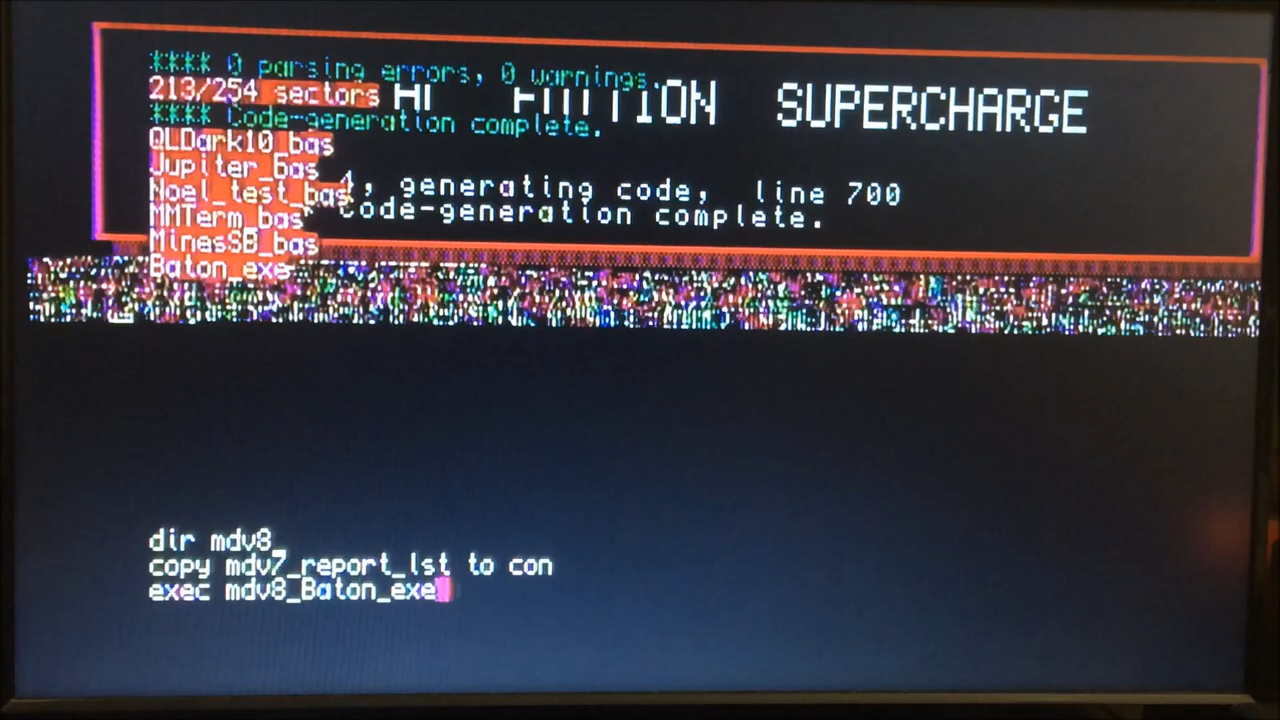 **** 0 parsing errors, 0 warnings.
213/254 sectors
SUPERCHARGE
**** Code-generation complete.
QLDark10_bas
Jupiter_bas
generating code, line 700
Noel_test_bas
Code-generation complete.
MMTerm_bas
MinesSB_bas
Baton_exe
dir mdv8_
copy mdv7_report_lst to con
exec mdv8_Baton_exe